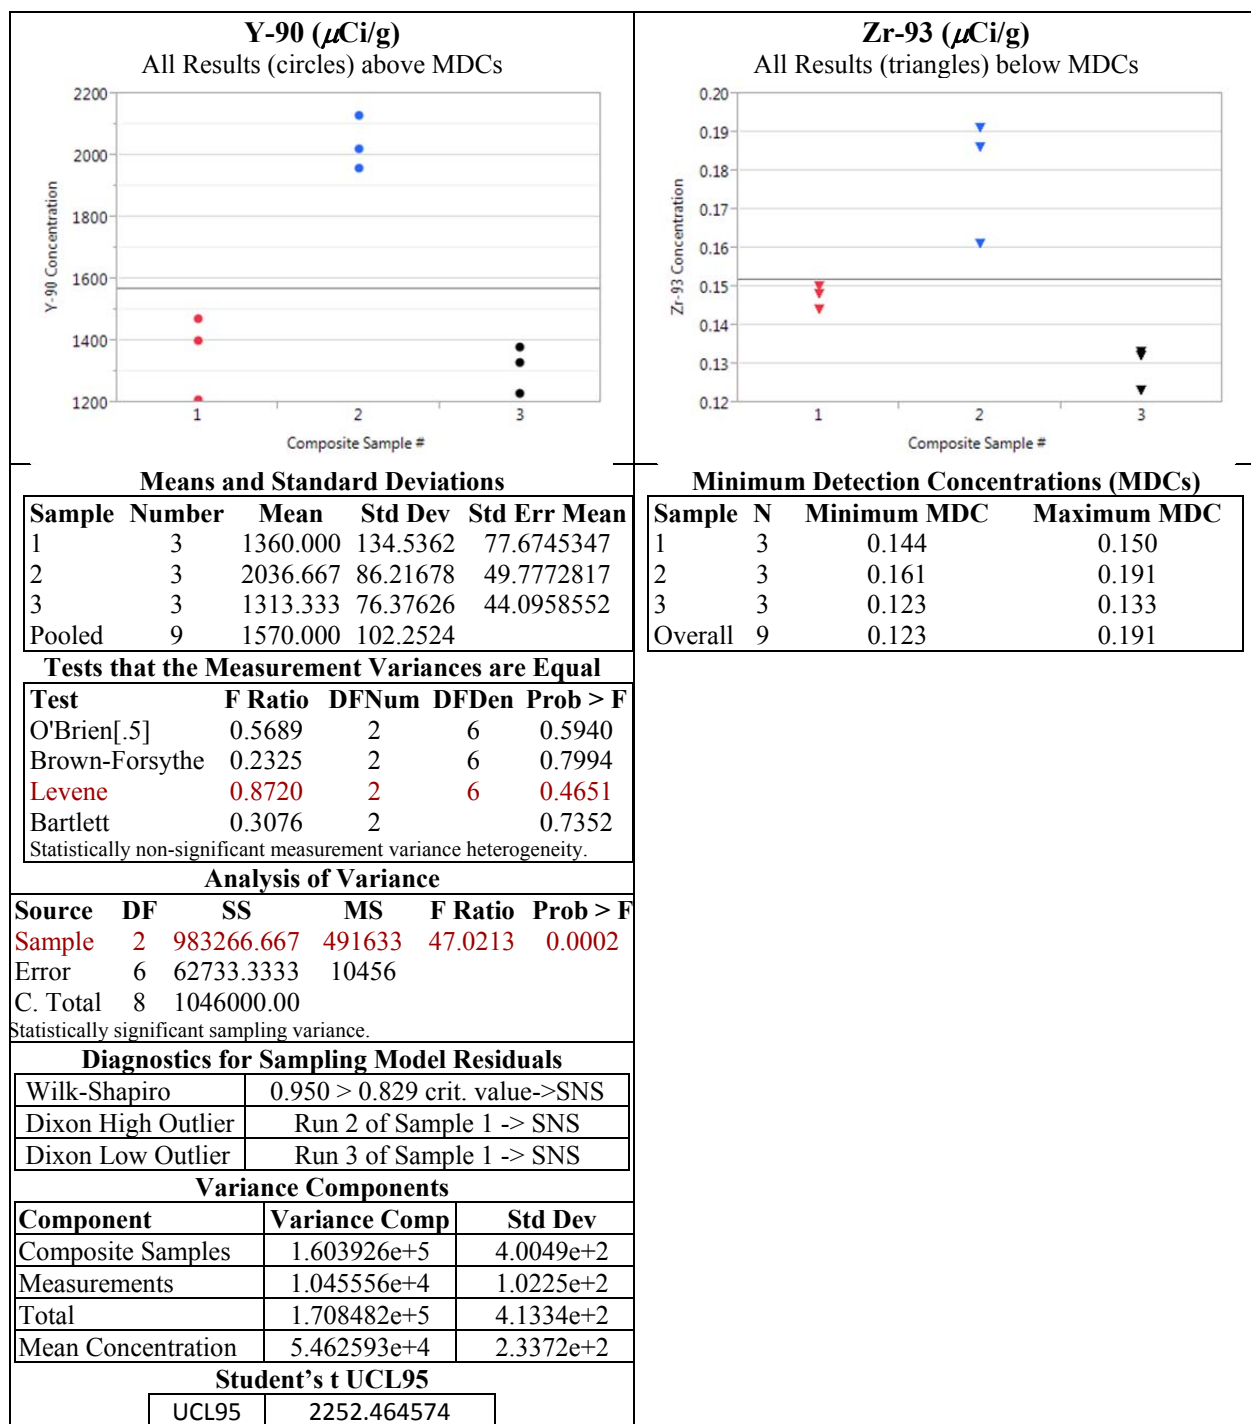 Y-90 (μCi/g)
All Results (circles) above MDCs
2200
2000
1800
1600
1400
1200
Y-90 Concentration
1 2 3
Composite Sample #
Zr-93 (μCi/g)
All Results (triangles) below MDCs
0.20
0.19
0.18
0.17
0.16
0.15
0.14
0.13
0.12
Zr-93 Concentration
1 2 3
Composite Sample #
Means and Standard Deviations
Sample Number Mean Std Dev Std Err Mean
1 3 1360.000 134.5362 77.6745347
2 3 2036.667 86.21678 49.7772817
3 3 1313.333 76.37626 44.0958552
Pooled 9 1570.000 102.2524
Tests that the Measurement Variances are Equal
Test F Ratio DFNum DFDen Prob > F
O'Brien[.5] 0.5689 2 6 0.5940
Brown-Forsythe 0.2325 2 6 0.7994
Levene 0.8720 2 6 0.4651
Bartlett 0.3076 2 0.7352
Statistically non-significant measurement variance heterogeneity.
Analysis of Variance
Source DF SS MS F Ratio Prob > F
Sample 2 983266.667 491633 47.0213 0.0002
Error 6 62733.3333 10456
C. Total 8 1046000.00
Statistically significant sampling variance.
Diagnostics for Sampling Model Residuals
Wilk-Shapiro 0.950 > 0.829 crit. value->SNS
Dixon High Outlier Run 2 of Sample 1 -> SNS
Dixon Low Outlier Run 3 of Sample 1 -> SNS
Variance Components
Component Variance Comp Std Dev
Composite Samples 1.603926e+5 4.0049e+2
Measurements 1.045556e+4 1.0225e+2
Total 1.708482e+5 4.1334e+2
Mean Concentration 5.462593e+4 2.3372e+2
Student’s t UCL95
UCL95 2252.464574
Minimum Detection Concentrations (MDCs)
Sample N Minimum MDC Maximum MDC
1 3 0.144 0.150
2 3 0.161 0.191
3 3 0.123 0.133
Overall 9 0.123 0.191